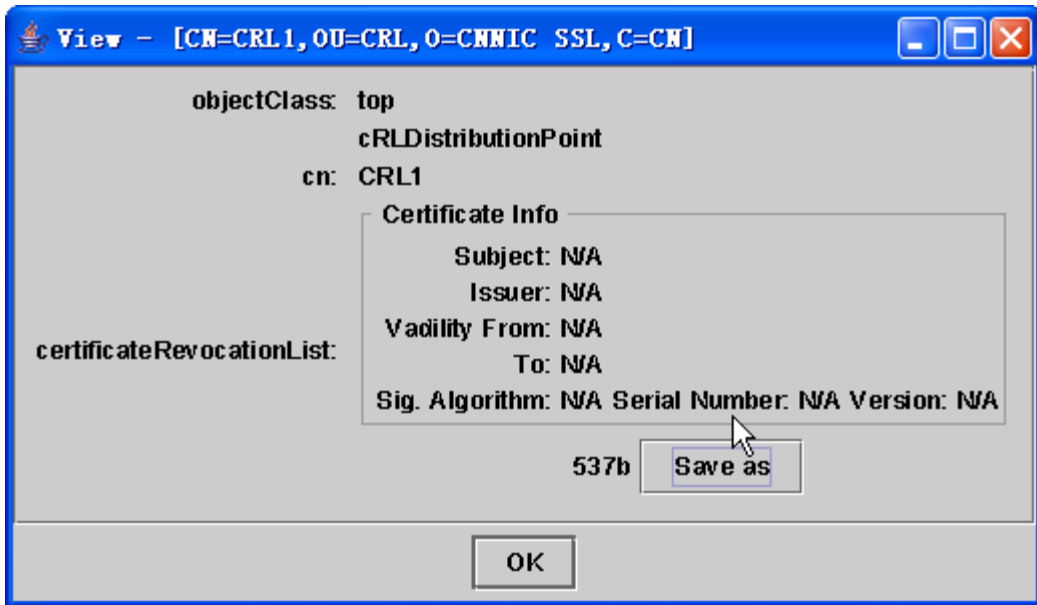 View - [CN=CRL1,OU=CRL,O=CNNIC SSL,C=CN]
objectClass: top
cRLDistributionPoint
cn: CRL1
Certificate Info
Subject: N/A
Issuer: N/A
Vadility From: N/A
certificateRevocationList:
To: N/A
Sig. Algorithm: N/A Serial Number: N/A Version: N/A
537b Save as
OK